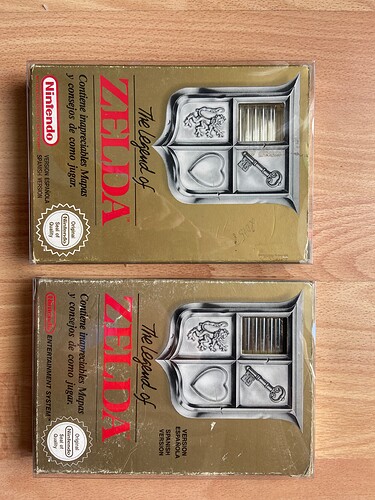 The Legend of
ZELDA
Contiene inapreciables Mapas
y consejos de como jugar.
Nintendo
VERSION ESPAÑOLA
SPANISH VERSION
Original
Nintendo
Seal of
Quality
VERSION
ESPAÑOLA
SPANISH
VERSION
The Legend of
ZELDA
Contiene inapreciables Mapas
y consejos de como jugar.
Nintendo ENTERTAINMENT SYSTEM
Original
Nintendo
Seal of
Quality